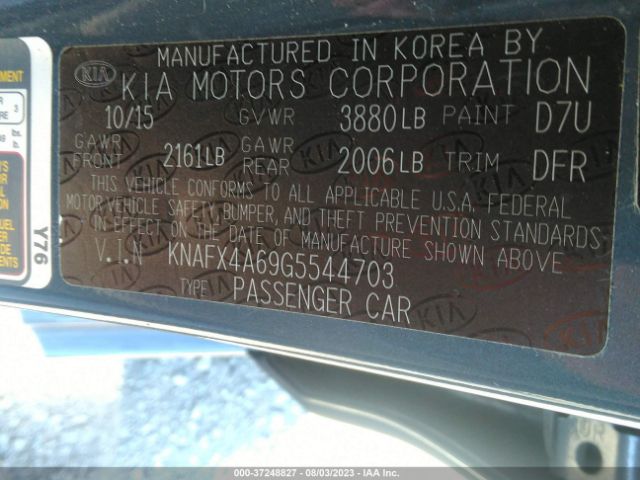 MANUFACTURED IN KOREA BY
KIA KIA MOTORS CORPORATION
10/15 GVWR 3880LB PAINT D7U
GAWR FRONT 2161LB GAWR REAR 2006LB TRIM DFR
THIS VEHICLE CONFORMS TO ALL APPLICABLE U.S.A. FEDERAL
MOTOR VEHICLE SAFETY, BUMPER, AND THEFT PREVENTION STANDARDS
IN EFFECT ON THE DATE OF MANUFACTURE SHOWN ABOVE.
V.I.N KNAFX4A69G5544703
TYPE PASSENGER CAR
Y76
000-37248827 - 08/03/2023 - IAA Inc.